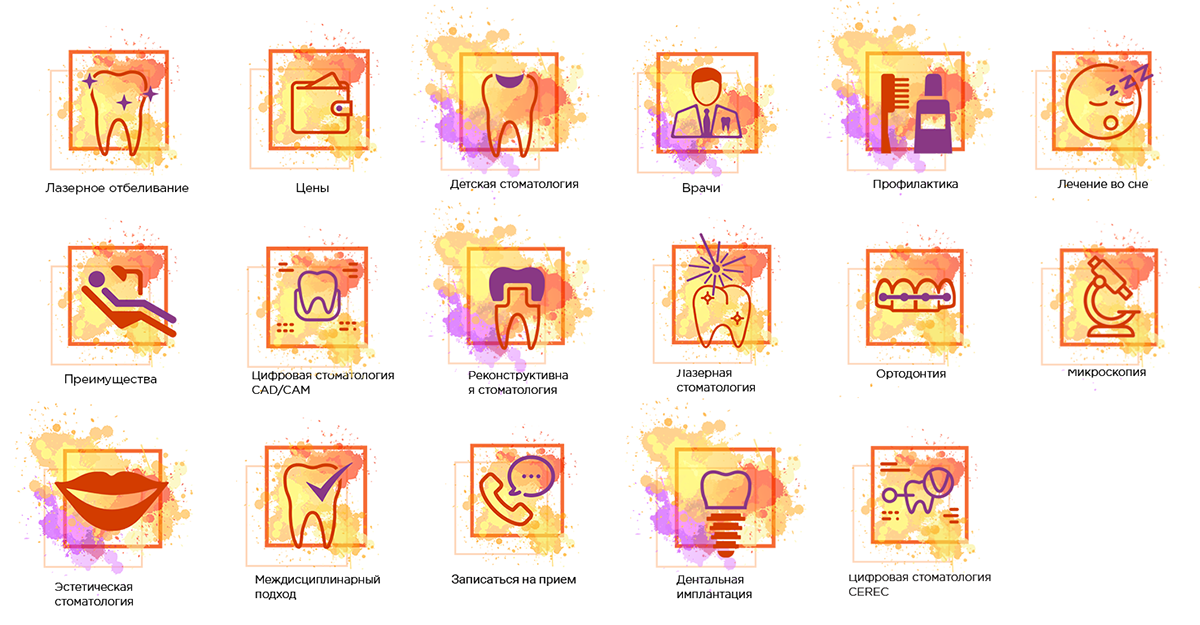 Лазерное отбеливание
Цены
Детская стоматология
Врачи
Профилактика
Лечение во сне
Преимущества
Цифровая стоматология
CAD/CAM
Реконструктивна
я стоматология
Лазерная
стоматология
Ортодонтия
Микроскопия
Эстетическая
стоматология
Междисциплинарный
подход
Записаться на прием
Дентальная
имплантация
Цифровая стоматология
CEREC